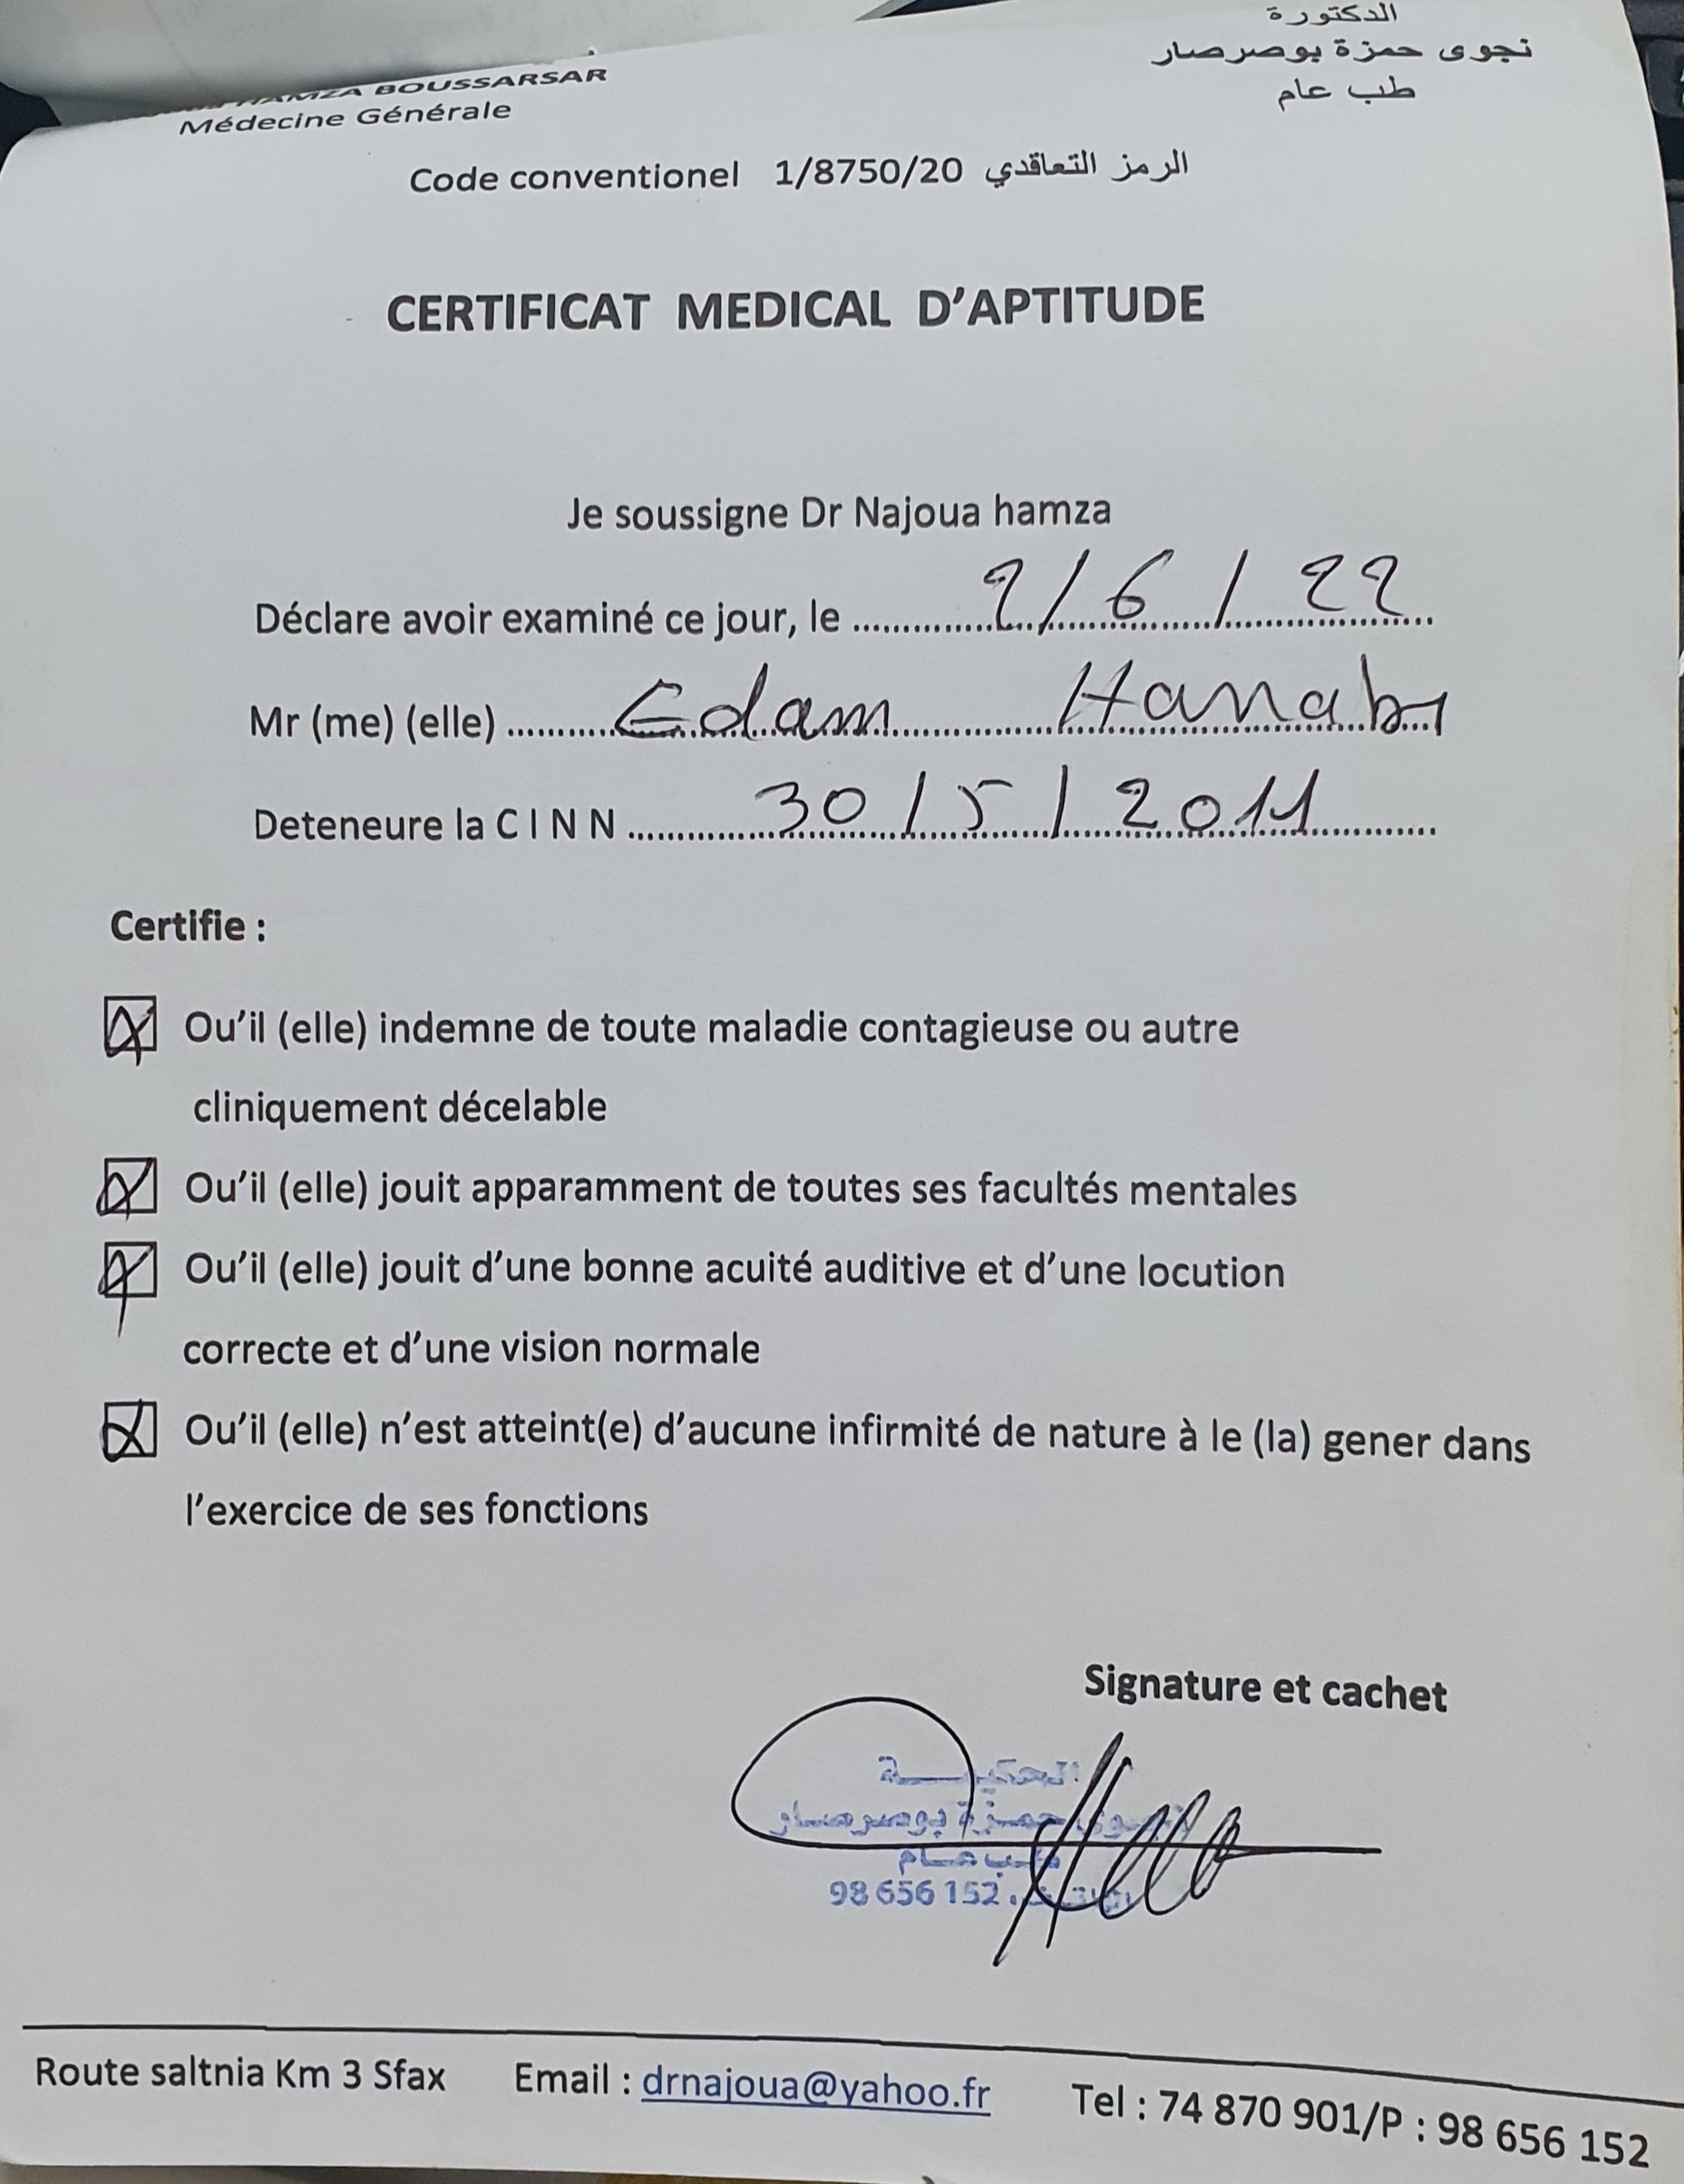 HAMZA BOUSSARSAR
Médecine Générale
الدكتورة
نجوى حمزة بوصرصار
طب عام
Code conventionel 1/8750/20 الرمز التعاقدي
CERTIFICAT MEDICAL D'APTITUDE
Je soussigne Dr Najoua hamza
Déclare avoir examiné ce jour, le 2/6/22
Mr (me) (elle) Edam
Deteneure la C I N N 30/5/2011
Certifie :
Ou'il (elle) indemne de toute maladie contagieuse ou autre
cliniquement décelable
Ou'il (elle) jouit apparamment de toutes ses facultés mentales
Ou'il (elle) jouit d'une bonne acuité auditive et d'une locution
correcte et d'une vision normale
Ou'il (elle) n'est atteint(e) d'aucune infirmité de nature à le (la) gener dans
l'exercice de ses fonctions
Signature et cachet
الحكيمـــة
نجوى حمزة بوصرصار
طب عام
98 656 152
Route saltnia Km 3 Sfax Email : drnajoua@yahoo.fr Tel : 74 870 901/P : 98 656 152